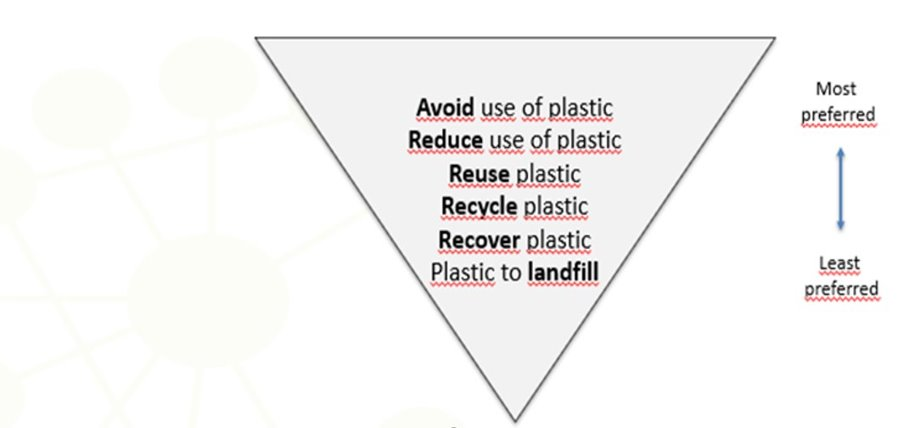 Avoid use of plastic
Reduce use of plastic
Reuse plastic
Recycle plastic
Recover plastic
Plastic to landfill
Most
preferred
Least
preferred